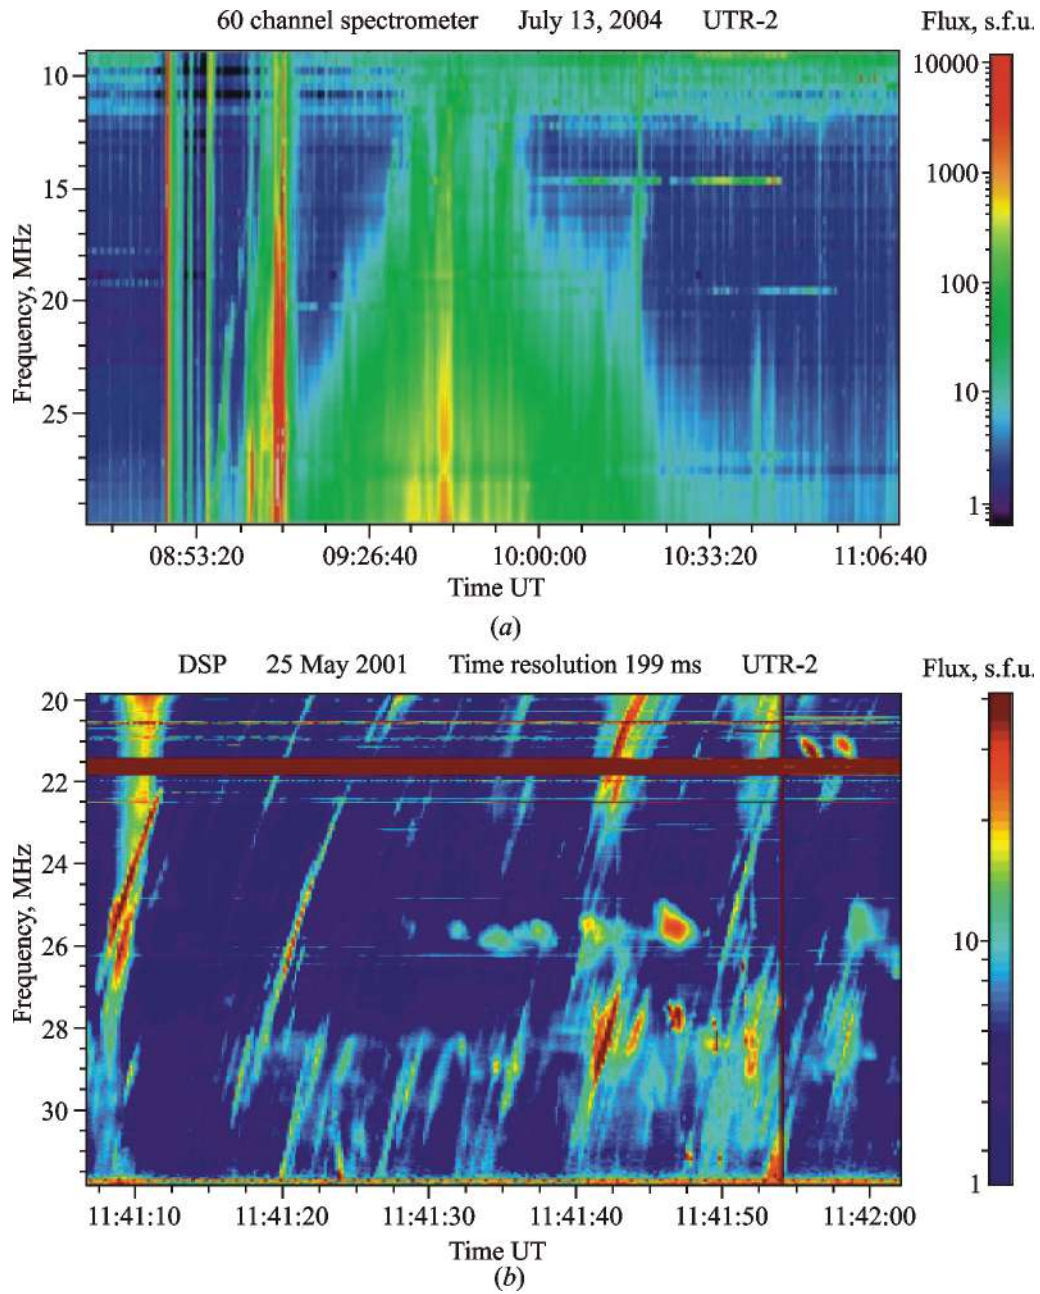 60 channel spectrometer July 13, 2004 UTR-2 Flux, s.f.u.
10
15
20
25
Frequency, MHz
10000
1000
100
10
1
08:53:20 09:26:40 10:00:00 10:33:20 11:06:40
Time UT
(a)
DSP 25 May 2001 Time resolution 199 ms UTR-2 Flux, s.f.u.
20
22
24
26
28
30
Frequency, MHz
10
1
11:41:10 11:41:20 11:41:30 11:41:40 11:41:50 11:42:00
Time UT
(b)